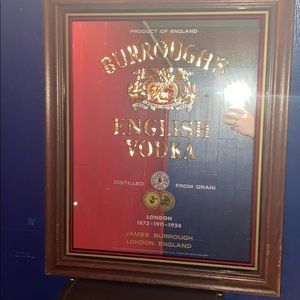 PRODUCT OF ENGLAND
BURROUGH'S
ENGLISH
VODKA
DISTILLED FROM GRAIN
LONDON
1873-1911-1924
JAMES BURROUGH
LONDON, ENGLAND